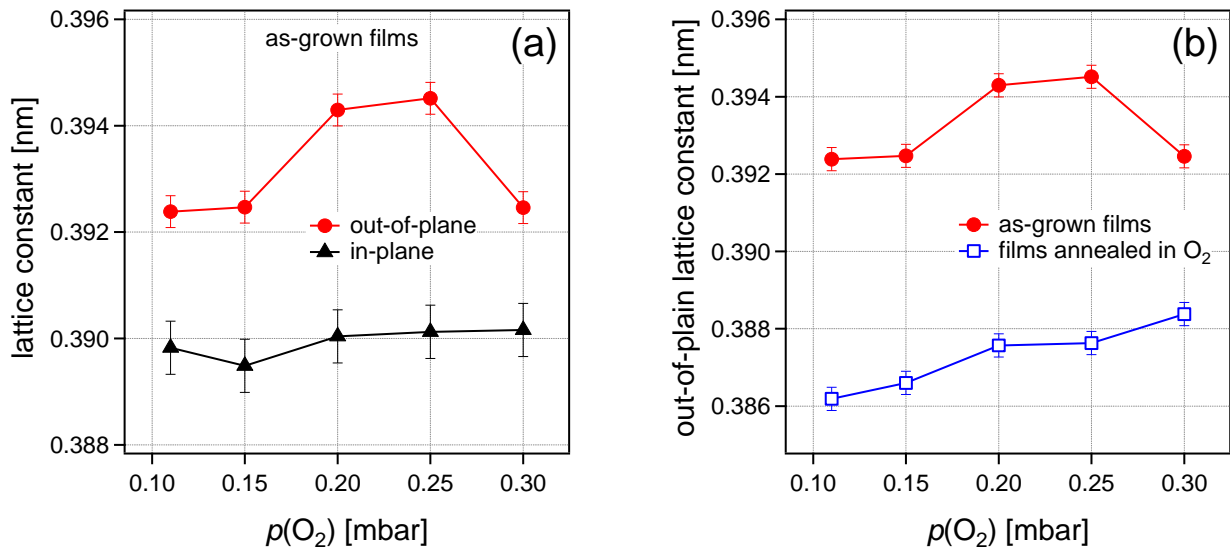 as-grown films
(a)
0.396
0.394
0.392
0.390
0.388
lattice constant [nm]
out-of-plane
in-plane
0.10 0.15 0.20 0.25 0.30
p(O₂) [mbar]
(b)
0.396
0.394
0.392
0.390
0.388
0.386
out-of-plain lattice constant [nm]
as-grown films
films annealed in O₂
0.10 0.15 0.20 0.25 0.30
p(O₂) [mbar]